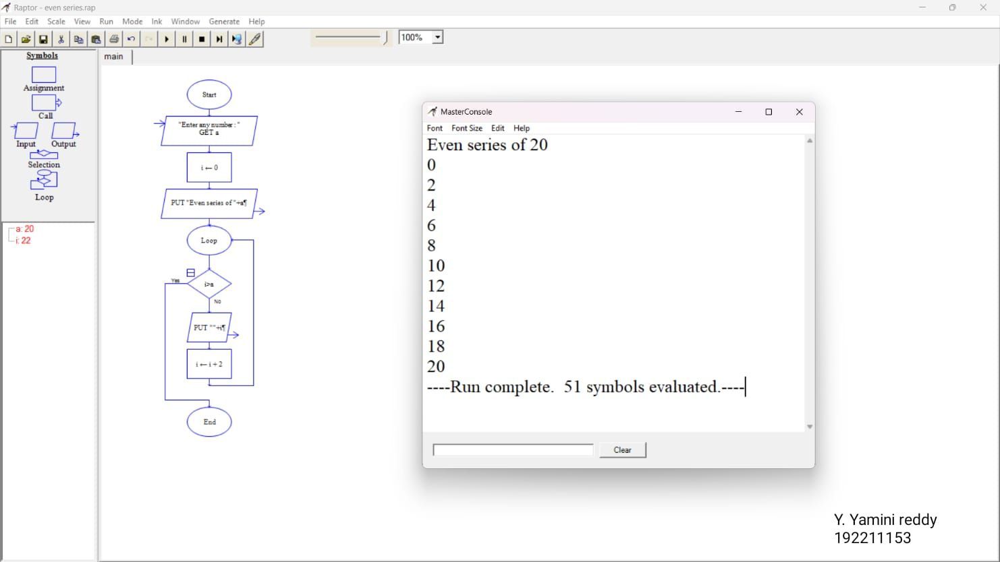 Raptor - even series.rap
File Edit Scale View Run Mode Ink Window Generate Help
100%
Symbols
Assignment
Call
Input Output
Selection
Loop
a: 20
i: 22
main
Start
"Enter any number : "
GET a
i ← 0
PUT "Even series of "+a¶
Loop
Yes
i>a
No
PUT ""+i¶
i ← i + 2
End
MasterConsole
Font Font Size Edit Help
Even series of 20
0
2
4
6
8
10
12
14
16
18
20
----Run complete.  51 symbols evaluated.----
Clear
Y. Yamini reddy
192211153